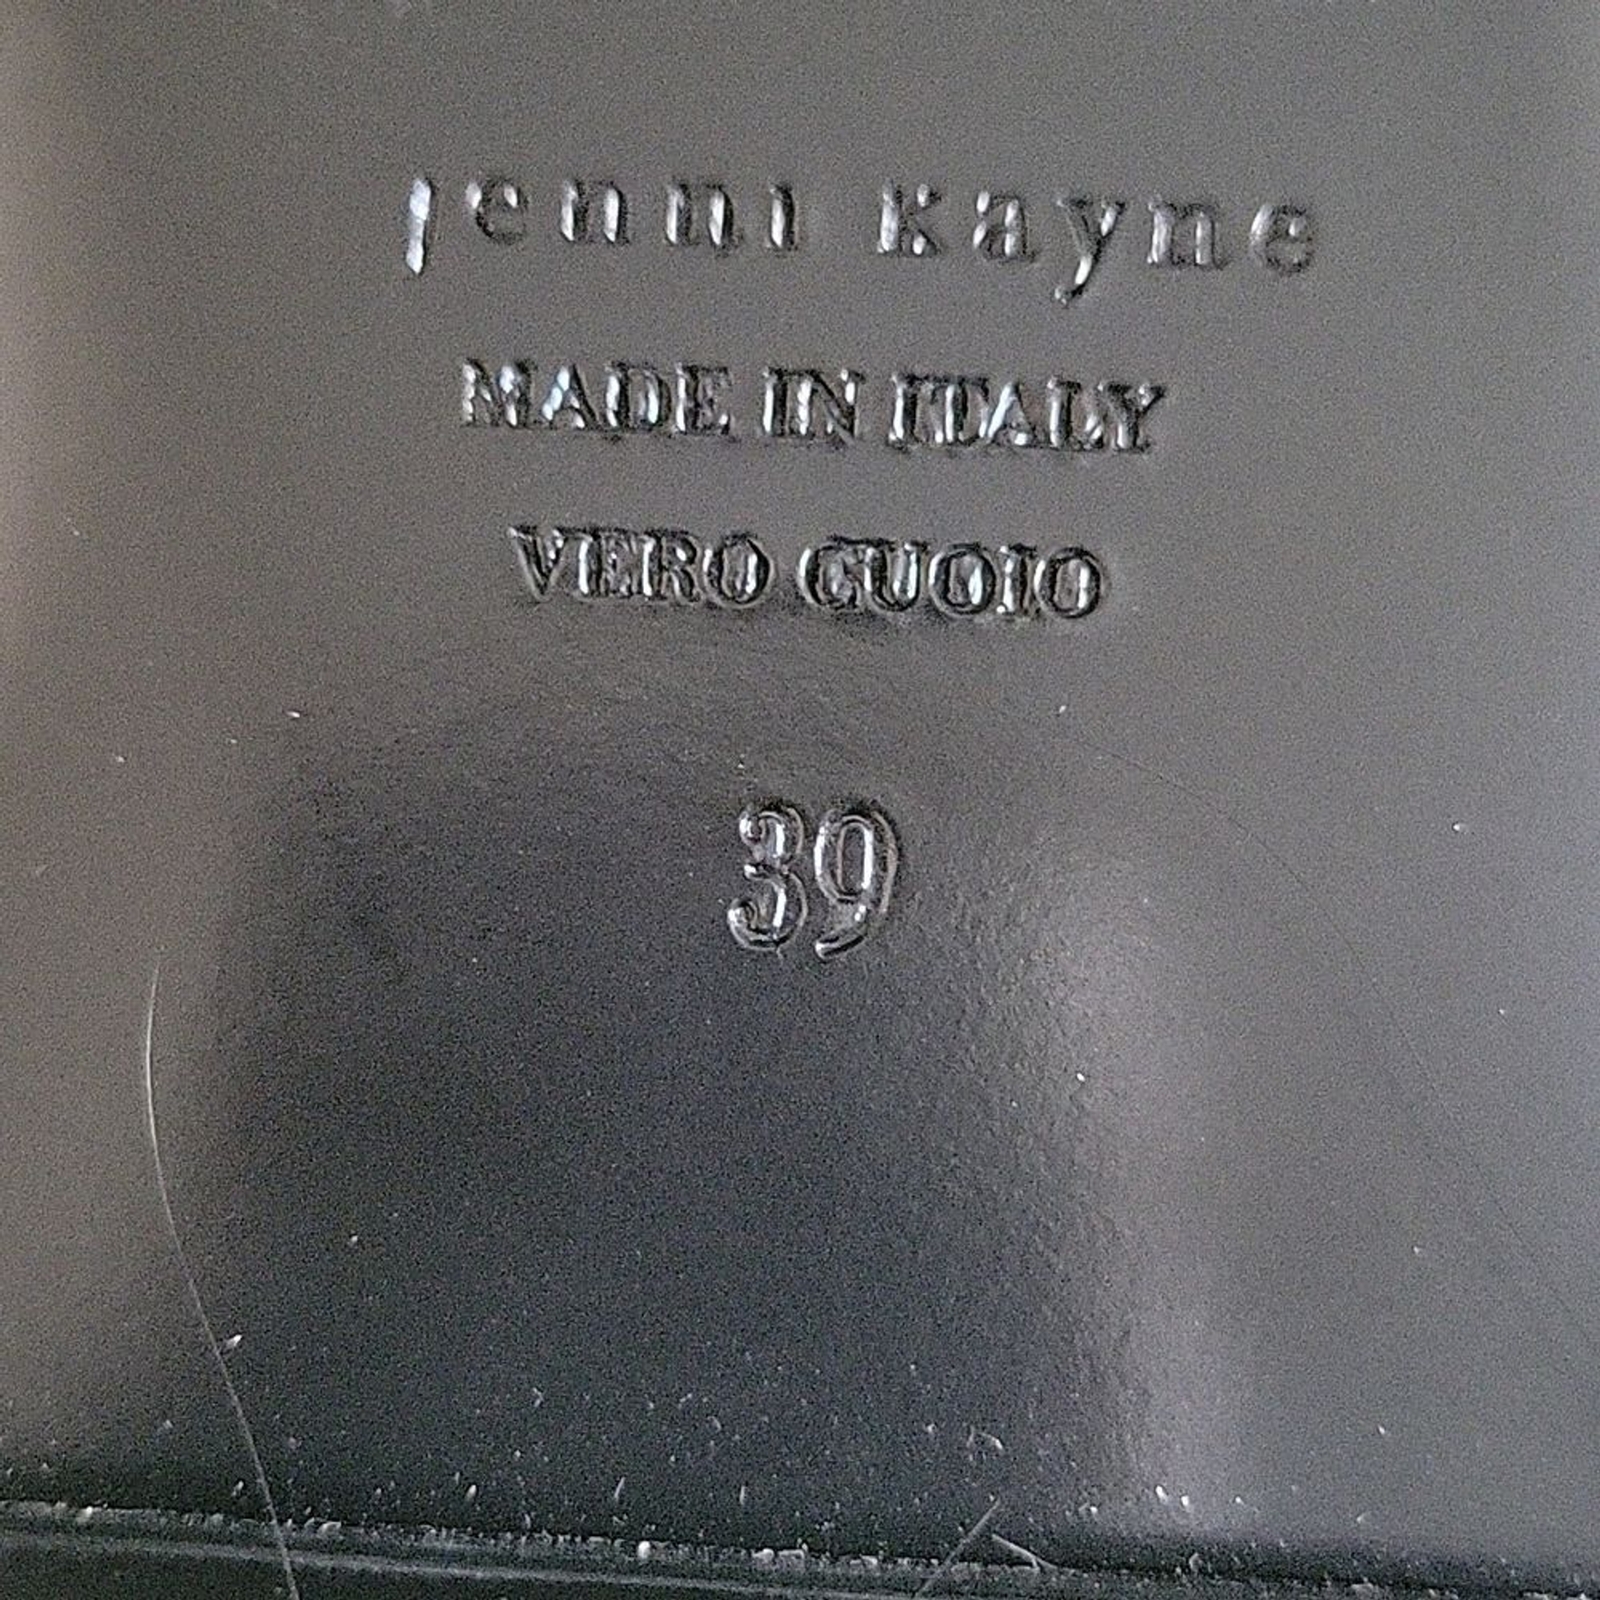 jenni kayne
MADE IN ITALY
VERO CUOIO
39